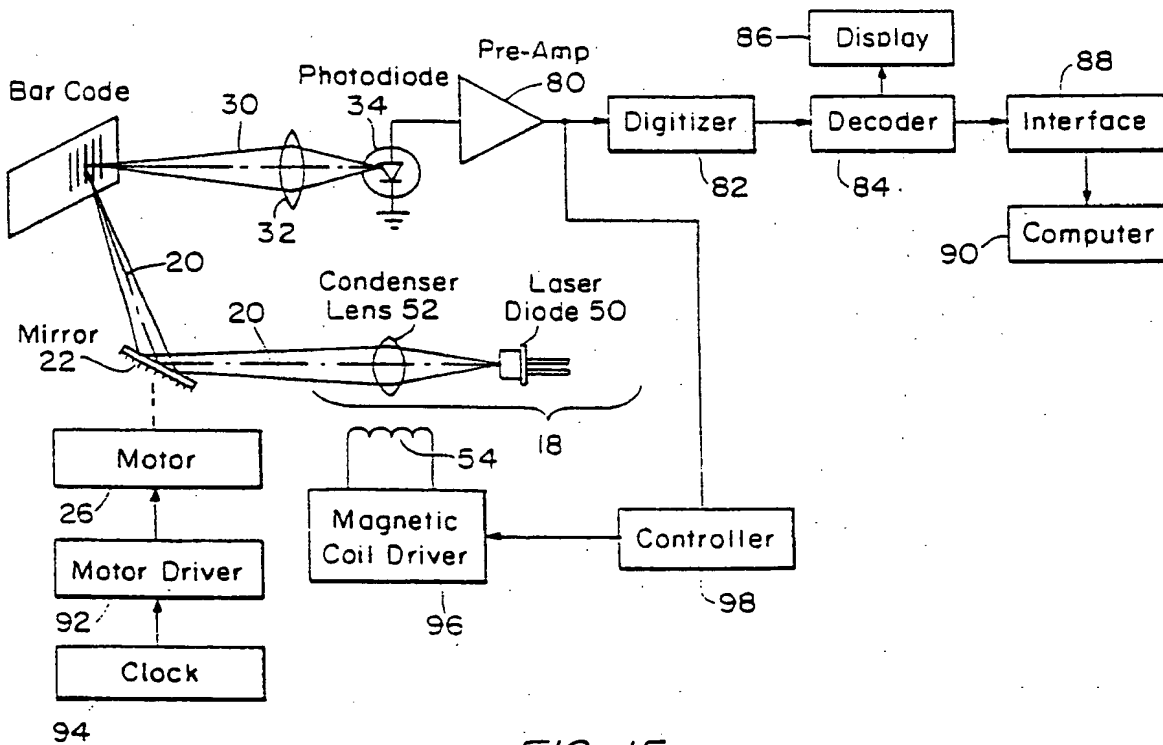 86
Display
Pre-Amp
80
88
Bar Code
Photodiode
34
30
Digitizer
Decoder
Interface
82
84
32
90
Computer
20
Condenser
Lens 52
Laser
Diode 50
Mirror
22
20
18
54
Motor
26
Magnetic
Coil Driver
Controller
Motor Driver
96
98
92
Clock
94